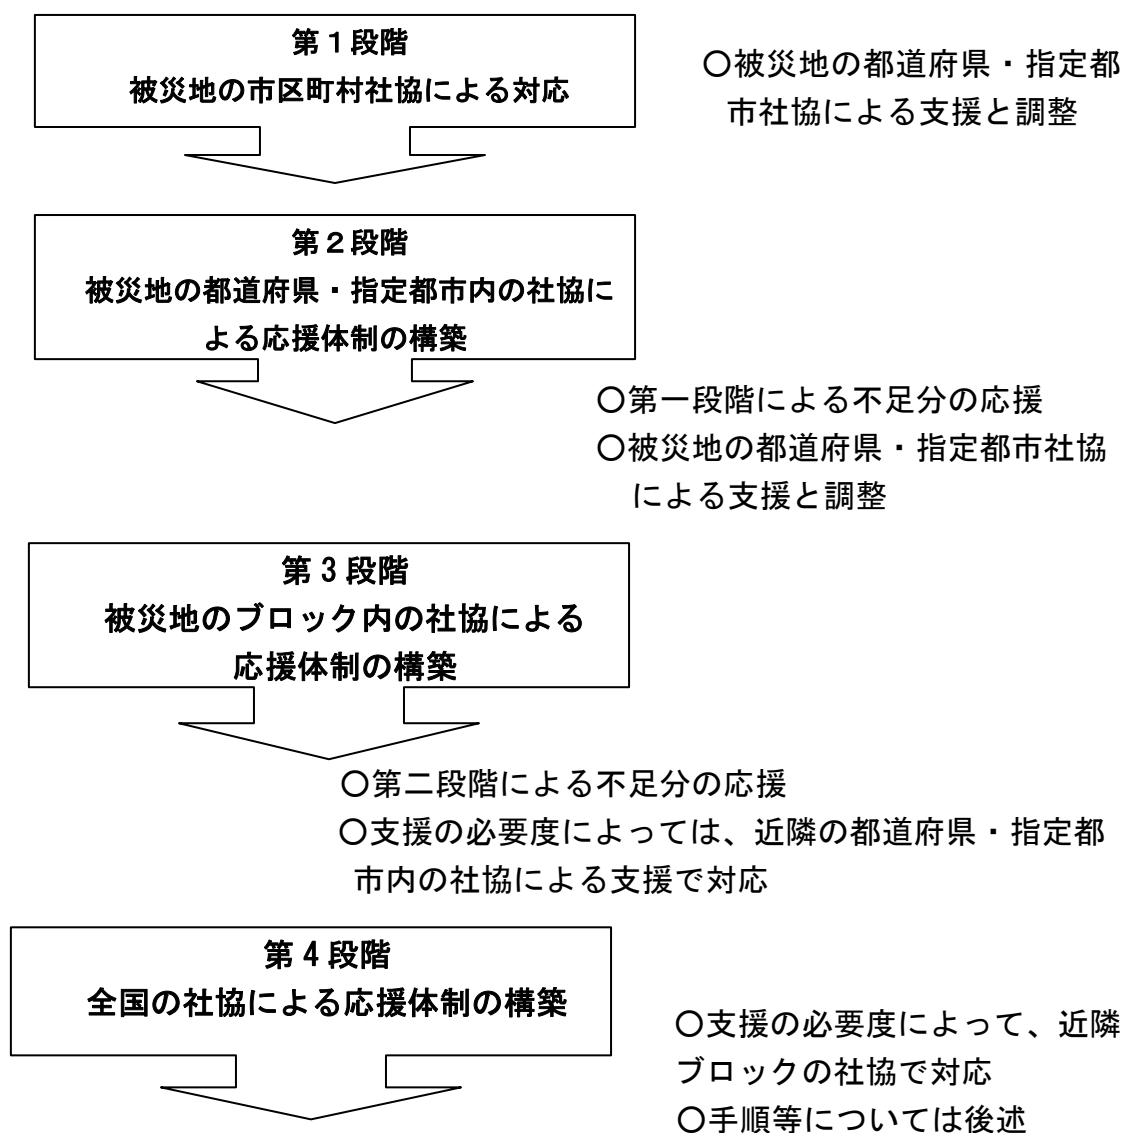 第１段階
被災地の市区町村社協による対応
〇被災地の都道府県・指定都
市社協による支援と調整
第２段階
被災地の都道府県・指定都市内の社協に
よる応援体制の構築
〇第一段階による不足分の応援
〇被災地の都道府県・指定都市社協
による支援と調整
第３段階
被災地のブロック内の社協による
応援体制の構築
〇第二段階による不足分の応援
〇支援の必要度によっては、近隣の都道府県・指定都
市内の社協による支援で対応
第４段階
全国の社協による応援体制の構築
〇支援の必要度によって、近隣
ブロックの社協で対応
〇手順等については後述